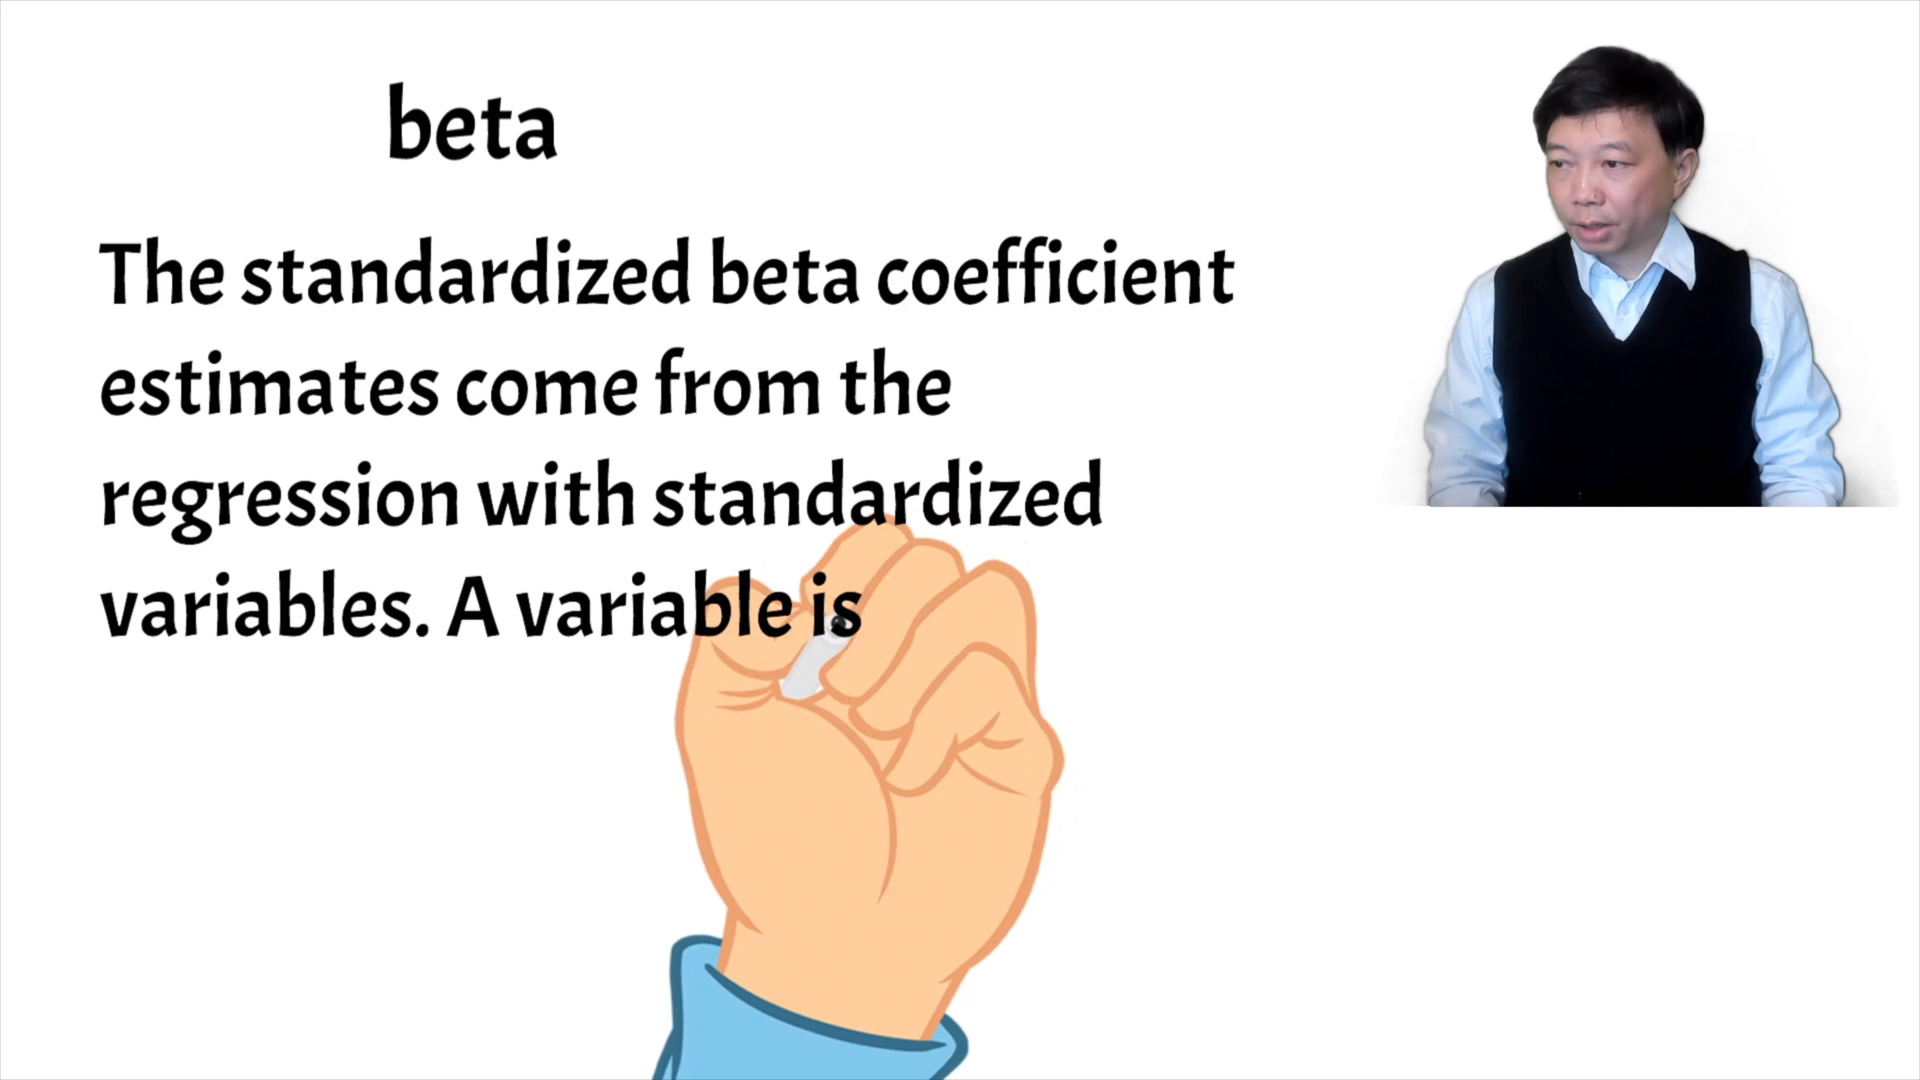 beta
The standardized beta coefficient
estimates come from the
regression with standardized
variables. A variable is